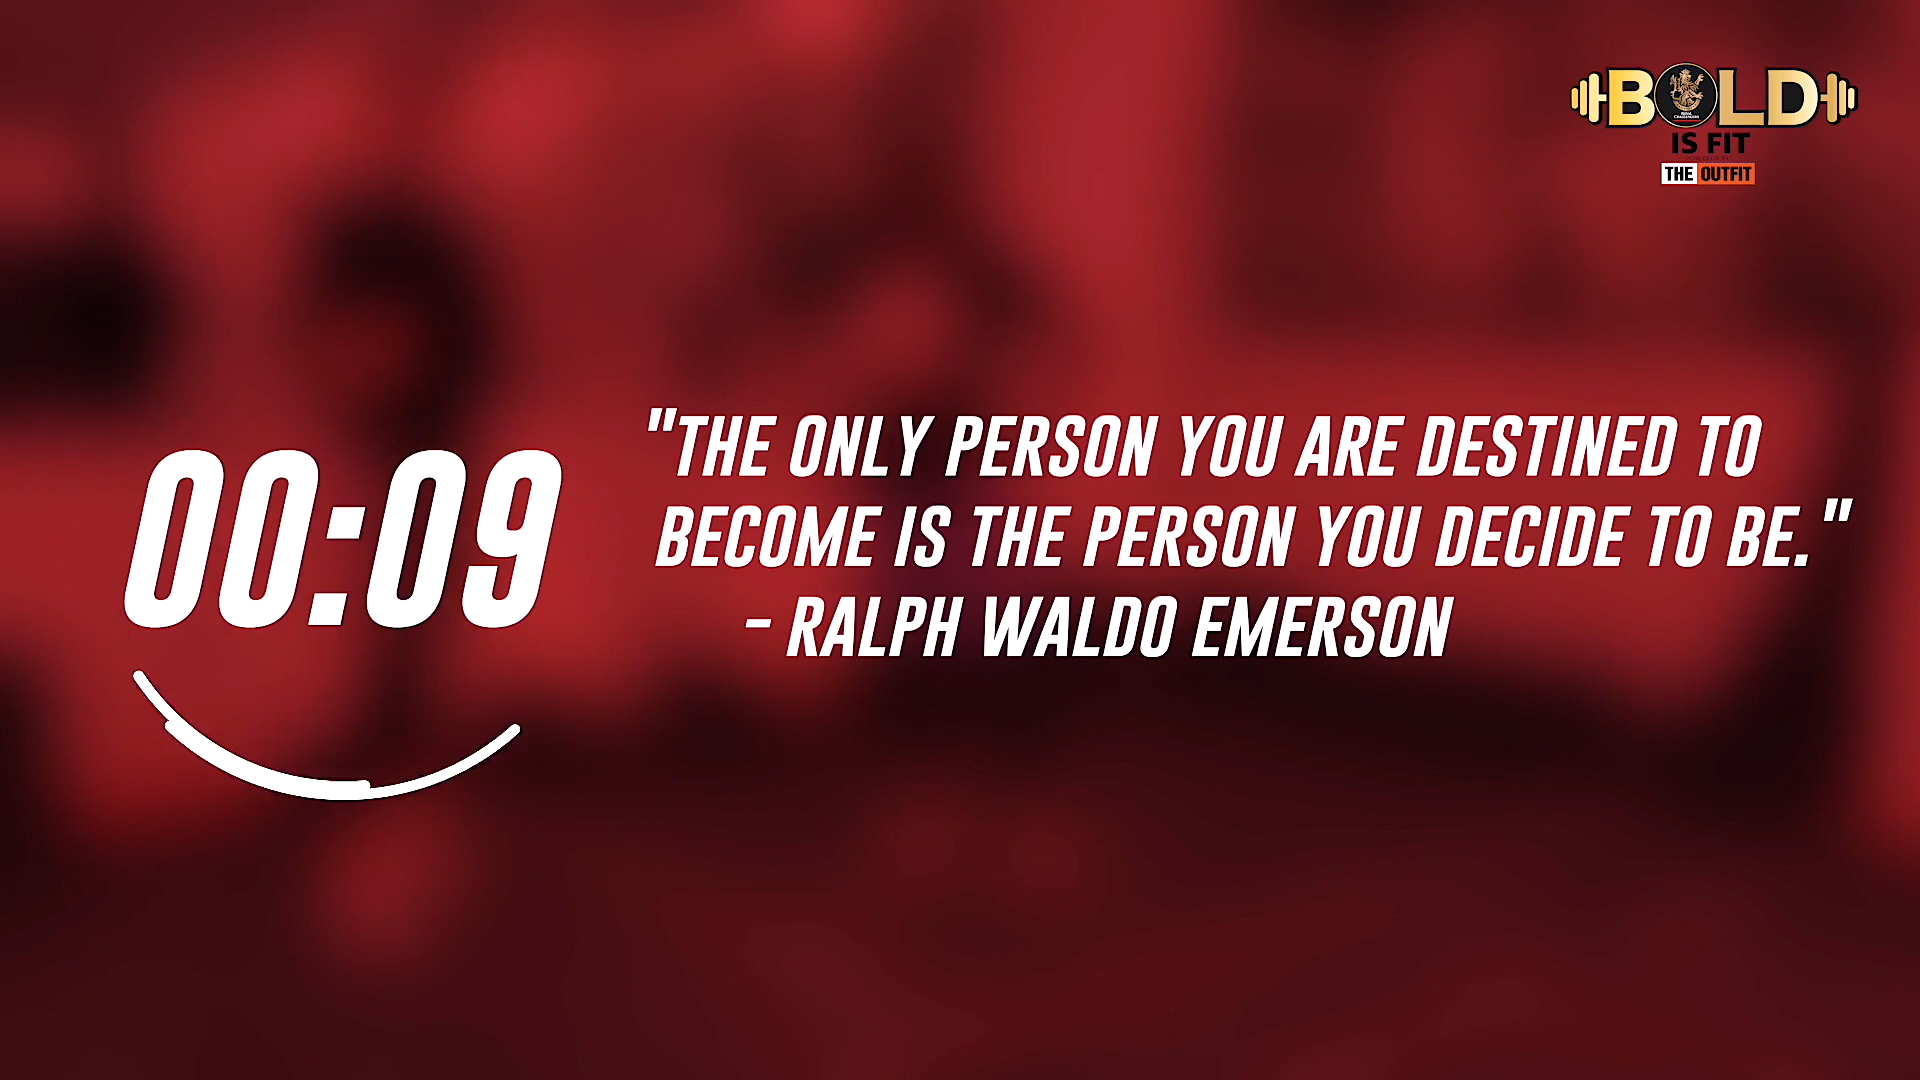 BOLD
IS FIT
THE OUTFIT
00:09
"THE ONLY PERSON YOU ARE DESTINED TO
BECOME IS THE PERSON YOU DECIDE TO BE."
- RALPH WALDO EMERSON